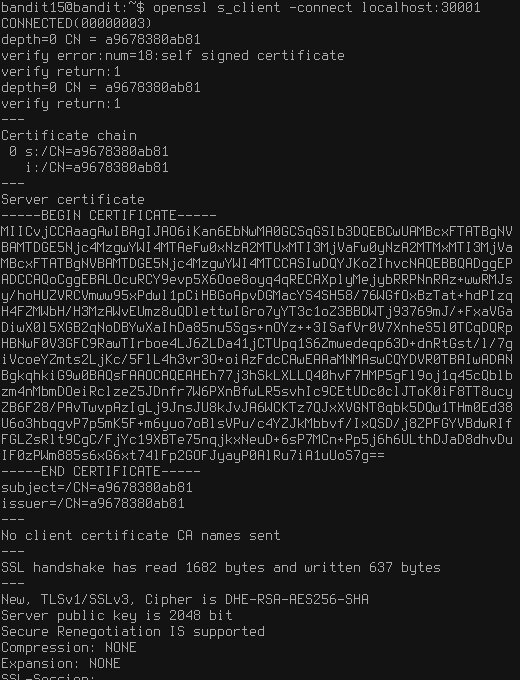 bandit15@bandit:~$ openssl s_client -connect localhost:30001
CONNECTED(00000003)
depth=0 CN = a9678380ab81
verify error:num=18:self signed certificate
verify return:1
depth=0 CN = a9678380ab81
verify return:1
---
Certificate chain
 0 s:/CN=a9678380ab81
   i:/CN=a9678380ab81
---
Server certificate
-----BEGIN CERTIFICATE-----
MIICvjCCAaagAwIBAgIJAO6iKan6EbNwMA0GCSqGSIb3DQEBCwUAMBcxFTATBgNV
BAMTDGE5Njc4MzgwYWI4MTAeFw0xNzA2MTUxMTI3MjVaFw0yNzA2MTMxMTI3MjVa
MBcxFTATBgNVBAMTDGE5Njc4MzgwYWI4MTCCASIwDQYJKoZIhvcNAQEBBQADggEP
ADCCAQoCggEBALOcuRCY9evp5X6Ooe8oyq4qRECAXplyMejybRRPNnRAz+wwRMJs
y/hoHUZVRCVmww95xPdwl1pCiHBGoApvDGMacYS4SH58/76WGfOxBzTat+hdPIzq
H4FZMWbH/H3MzAWvEUmz8uQDlettwIGro7yYT3c1oZ3BBDWTj93769mJ/+FxaVGa
DiwX0l5XGB2qNoDBYwXaIhDa85nu5Sgs+nOYz++3ISafVr0V7XnheS5l0TCqDQRp
HBNwF0V3GFC9RawTIrboe4LJ6ZLDa41jCTUpq1S6Zmwedeqp63D+dnRtGst/l/7g
iVcoeYZmts2LjKc/5FlL4h3vr3O+oiAzFdcCAwEAAaMNMAswCQYDVR0TBAIwADAN
BgkqhkiG9w0BAQsFAAOCAQEAHEh77j3hSkLXLLQ40hvF7HMP5gFl9oj1q45cQblb
zm4nMbmDOeiRclzeZ5JDnfr7W6PXnBfwLR5svhIc9CEtUDc0clJToK0iF8TT8ucy
ZB6F28/PAvTwvpAzIgLj9JnsJU8kJvJA6WCKTz7QJxXVGNT8qbk5DQw1THm0Ed38
U6o3hbqgvP7p5mK5F+m6yuo7oBlsVPu/c4YZJkMbbvf/IxQSD/j8ZPFGYVBdwRIf
FGLZsRlt9CgC/FjYc19XBTe75nqjkxNeuD+6sP7MCn+Pp5j6h6ULthDJaD8dhvDu
IF0zPWm885s6xG6xt74lFp2GOFJyayP0AlRu7iA1uUoS7g==
-----END CERTIFICATE-----
subject=/CN=a9678380ab81
issuer=/CN=a9678380ab81
---
No client certificate CA names sent
---
SSL handshake has read 1682 bytes and written 637 bytes
---
New, TLSv1/SSLv3, Cipher is DHE-RSA-AES256-SHA
Server public key is 2048 bit
Secure Renegotiation IS supported
Compression: NONE
Expansion: NONE
SSL-Session: